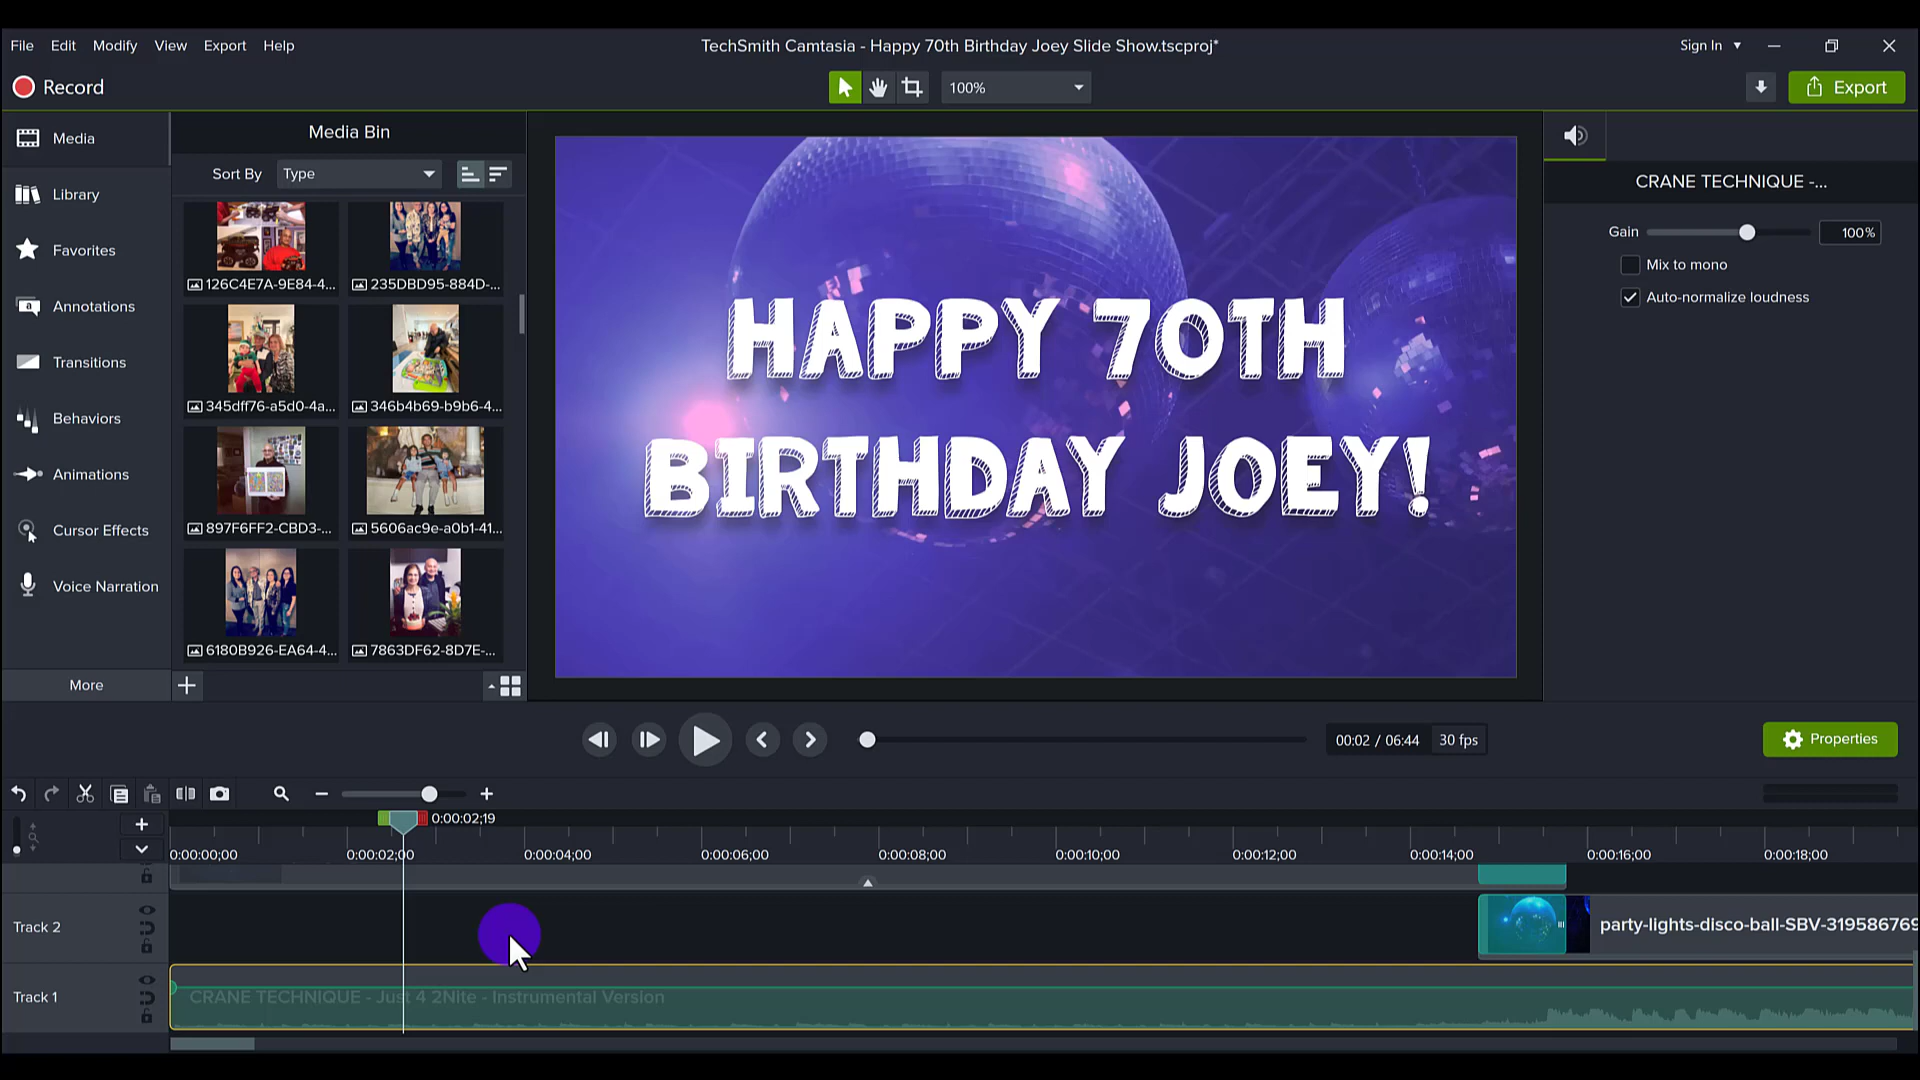 File Edit Modify View Export Help
TechSmith Camtasia - Happy 70th Birthday Joey Slide Show.tscproj*
Sign In
Record
100%
Export
Media
Library
Favorites
Annotations
Transitions
Behaviors
Animations
Cursor Effects
Voice Narration
More
Media Bin
Sort By Type
126C4E7A-9E84-4... 235DBD95-884D-...
345dff76-a5d0-4a... 346b4b69-b9b6-4...
897F6FF2-CBD3-... 5606ac9e-a0b1-41...
6180B926-EA64-4... 7863DF62-8D7E-...
HAPPY 70TH
BIRTHDAY JOEY!
CRANE TECHNIQUE -...
Gain 100%
Mix to mono
Auto-normalize loudness
00:02 / 06:44 30 fps
Properties
0:00:02;19
0:00:00;00 0:00:02;00 0:00:04;00 0:00:06;00 0:00:08;00 0:00:10;00 0:00:12;00 0:00:14;00 0:00:16;00 0:00:18;00
Track 2
party-lights-disco-ball-SBV-319586769
Track 1
CRANE TECHNIQUE - Just 4 2Nite - Instrumental Version